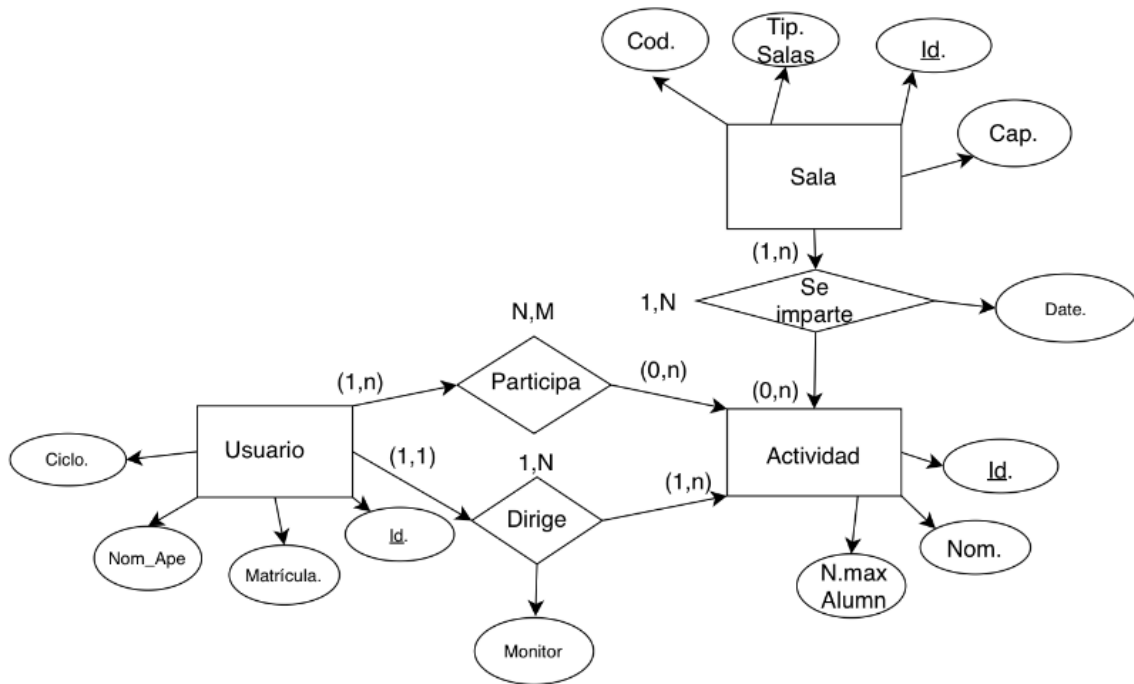 Cod.
Tip.
Salas
Id.
Cap.
Sala
(1,n)
1,N
Se
imparte
Date.
N,M
(1,n)
Participa
(0,n)
(0,n)
Usuario
Ciclo.
(1,1)
1,N
(1,n)
Actividad
Id.
Dirige
Id.
Nom_Ape
Matrícula.
Nom.
N.max
Alumn
Monitor